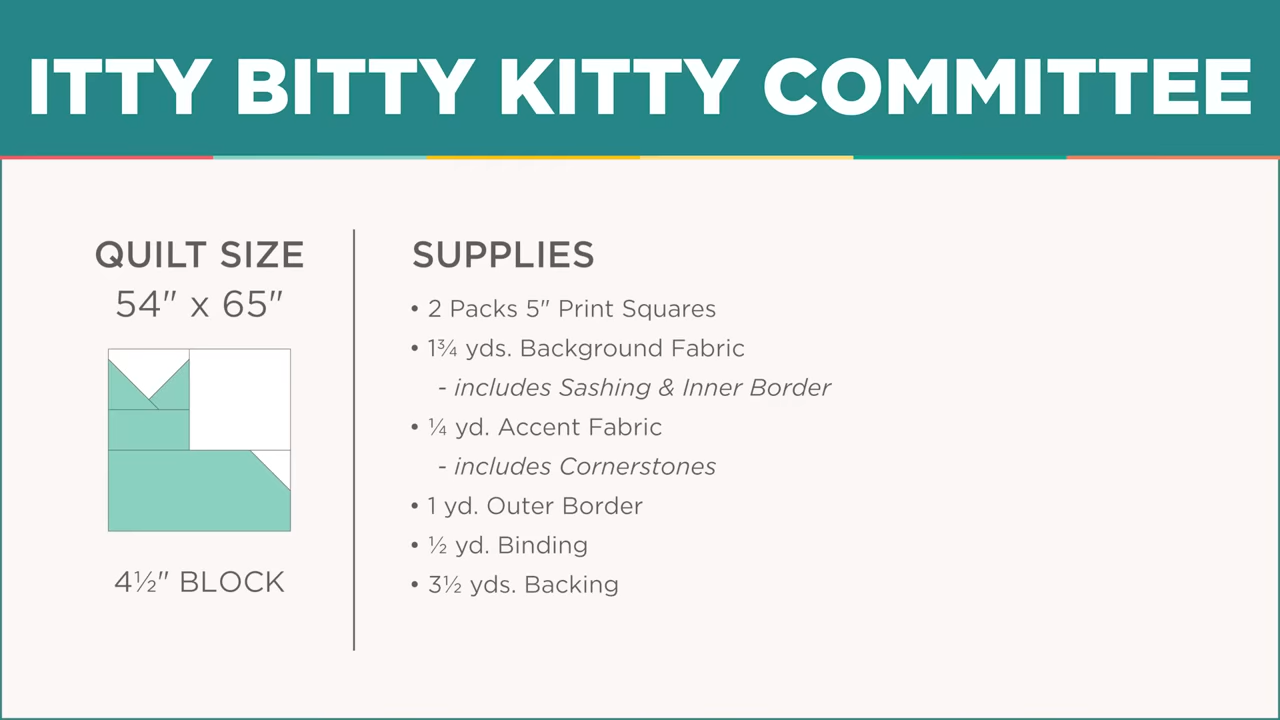 ITTY BITTY KITTY COMMITTEE
QUILT SIZE
54" x 65"
4½" BLOCK
SUPPLIES
• 2 Packs 5" Print Squares
• 1¾ yds. Background Fabric
- includes Sashing & Inner Border
• ¼ yd. Accent Fabric
- includes Cornerstones
• 1 yd. Outer Border
• ½ yd. Binding
• 3½ yds. Backing